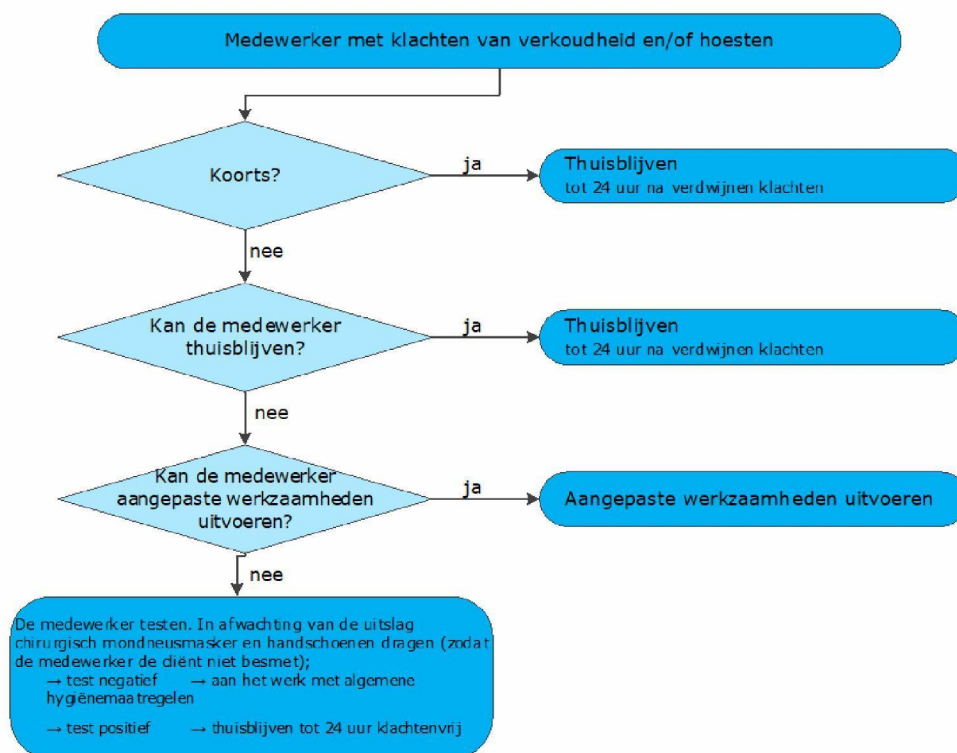 Medewerker met klachten van verkoudheid en/of hoesten
Koorts?
ja
Thuisblijven
tot 24 uur na verdwijnen klachten
nee
Kan de medewerker
thuisblijven?
ja
Thuisblijven
tot 24 uur na verdwijnen klachten
nee
Kan de medewerker
aangepaste werkzaamheden
uitvoeren?
ja
Aangepaste werkzaamheden uitvoeren
nee
De medewerker testen. In afwachting van de uitslag
chirurgisch mondneusmasker en handschoenen dragen (zodat
de medewerker de cliënt niet besmet);
→ test negatief → aan het werk met algemene
hygiënemaatregelen
→ test positief → thuisblijven tot 24 uur klachtenvrij